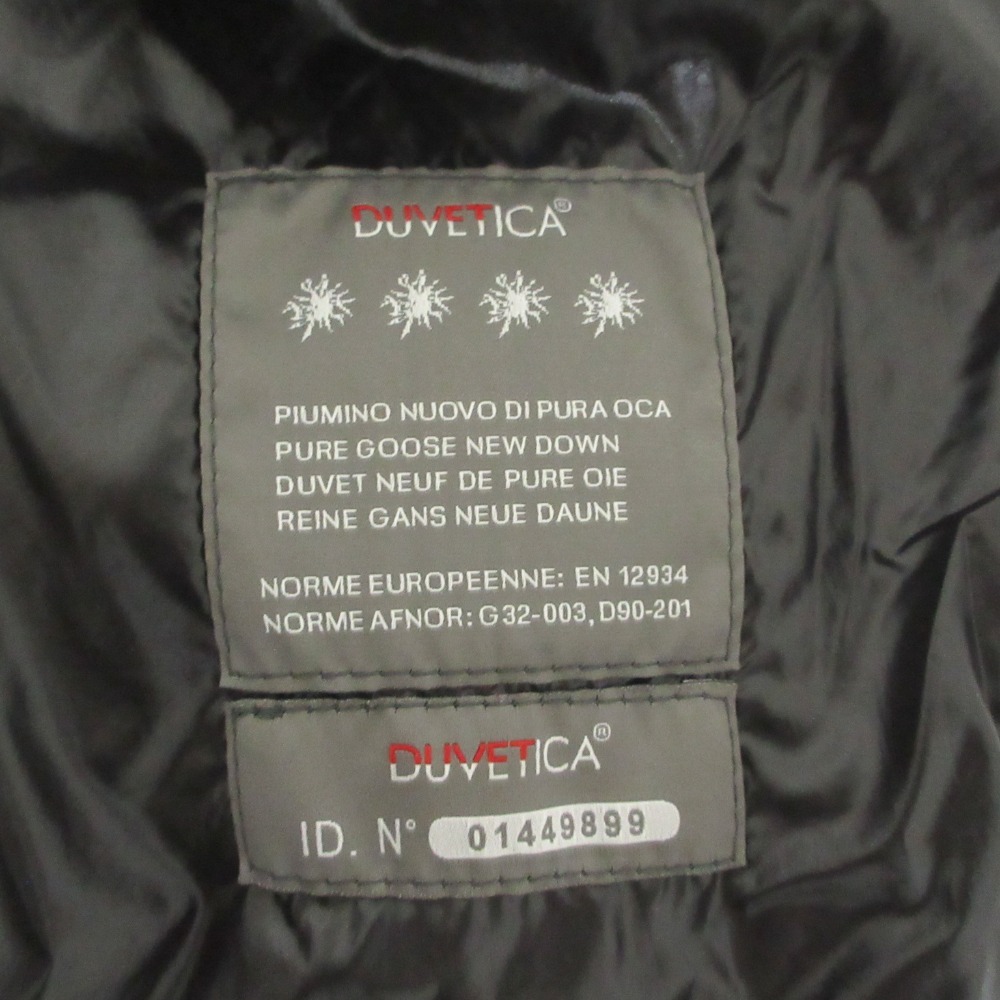 DUVETICA®
PIUMINO NUOVO DI PURA OCA
PURE GOOSE NEW DOWN
DUVET NEUF DE PURE OIE
REINE GANS NEUE DAUNE
NORME EUROPEENNE: EN 12934
NORME AFNOR: G32-003, D90-201
DUVETICA®
ID. N° 01449899